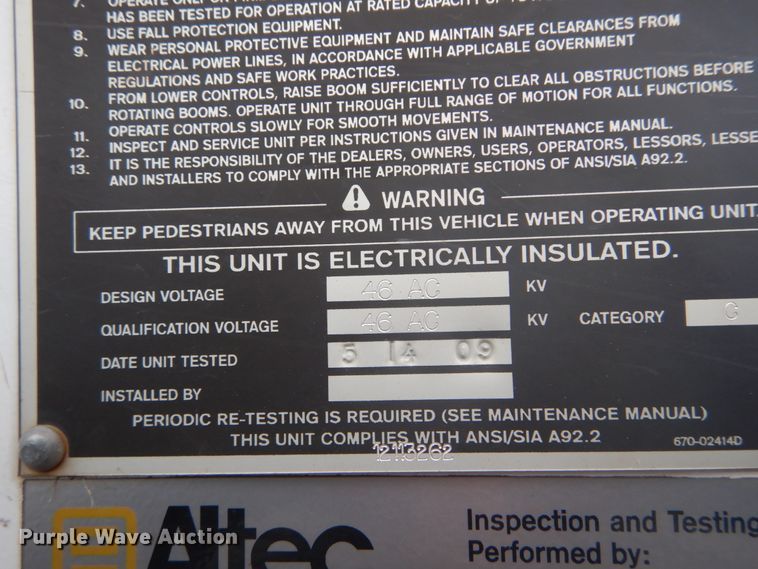 7. OPERATE ONLY ON
HAS BEEN TESTED FOR OPERATION AT RATED CAPACITY UP TO
8. USE FALL PROTECTION EQUIPMENT.
9. WEAR PERSONAL PROTECTIVE EQUIPMENT AND MAINTAIN SAFE CLEARANCES FROM
ELECTRICAL POWER LINES, IN ACCORDANCE WITH APPLICABLE GOVERNMENT
REGULATIONS AND SAFE WORK PRACTICES.
10. FROM LOWER CONTROLS, RAISE BOOM SUFFICIENTLY TO CLEAR ALL OBSTRUCTIONS BEFORE
ROTATING BOOMS. OPERATE UNIT THROUGH FULL RANGE OF MOTION FOR ALL FUNCTIONS.
11. OPERATE CONTROLS SLOWLY FOR SMOOTH MOVEMENTS.
12. INSPECT AND SERVICE UNIT PER INSTRUCTIONS GIVEN IN MAINTENANCE MANUAL.
13. IT IS THE RESPONSIBILITY OF THE DEALERS, OWNERS, USERS, OPERATORS, LESSORS, LESSE
AND INSTALLERS TO COMPLY WITH THE APPROPRIATE SECTIONS OF ANSI/SIA A92.2.
WARNING
KEEP PEDESTRIANS AWAY FROM THIS VEHICLE WHEN OPERATING UNIT.
THIS UNIT IS ELECTRICALLY INSULATED.
DESIGN VOLTAGE 46 AC KV
QUALIFICATION VOLTAGE 46 AC KV CATEGORY C
DATE UNIT TESTED 5 14 09
INSTALLED BY
PERIODIC RE-TESTING IS REQUIRED (SEE MAINTENANCE MANUAL)
THIS UNIT COMPLIES WITH ANSI/SIA A92.2 670-02414D
12113262
Altec
Inspection and Testing
Performed by:
Purple Wave Auction